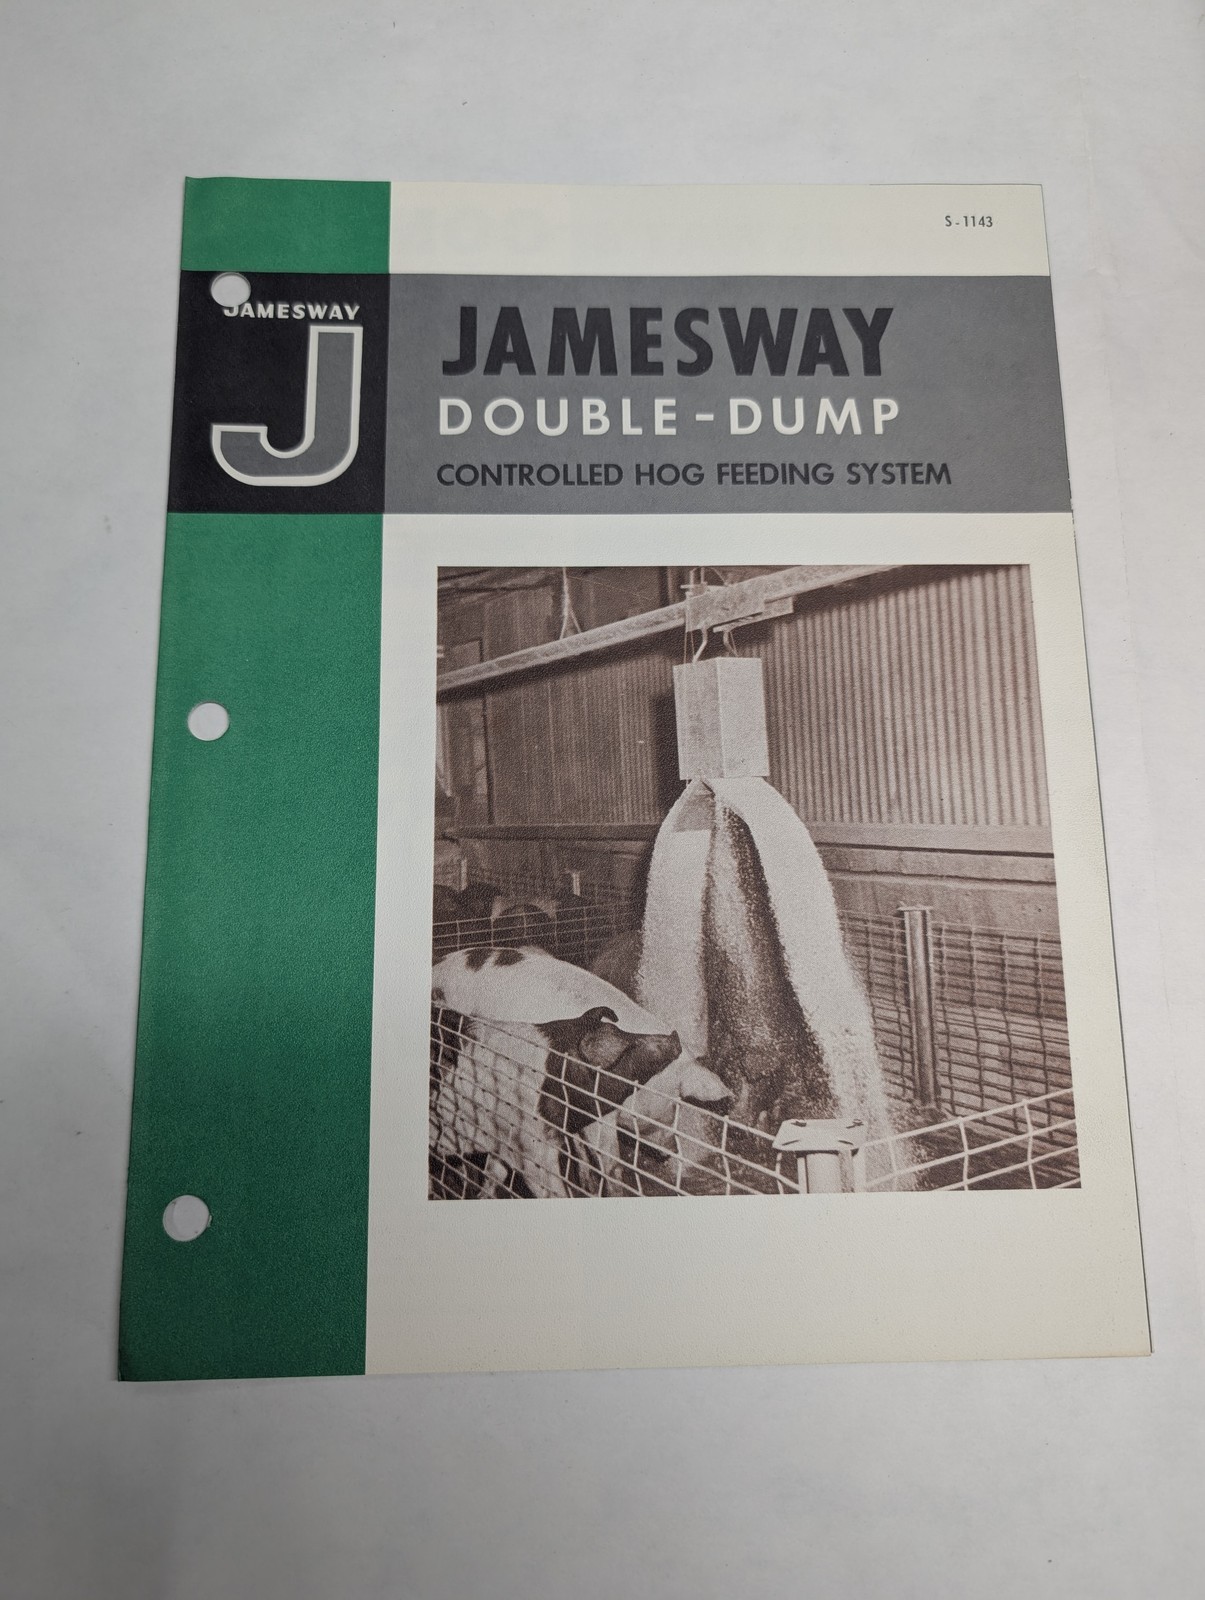 S-1143
JAMESWAY
JAMESWAY
J
DOUBLE-DUMP
CONTROLLED HOG FEEDING SYSTEM